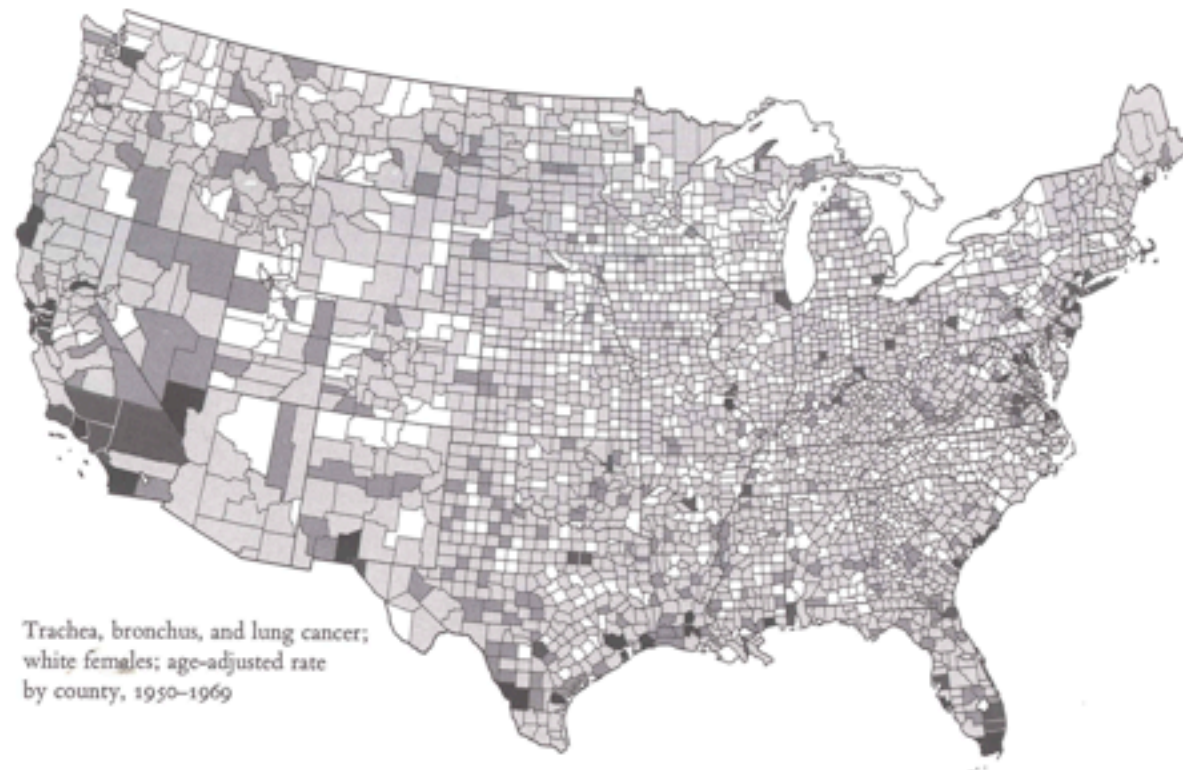 Trachea, bronchus, and lung cancer;
white females; age-adjusted rate
by county, 1950–1969